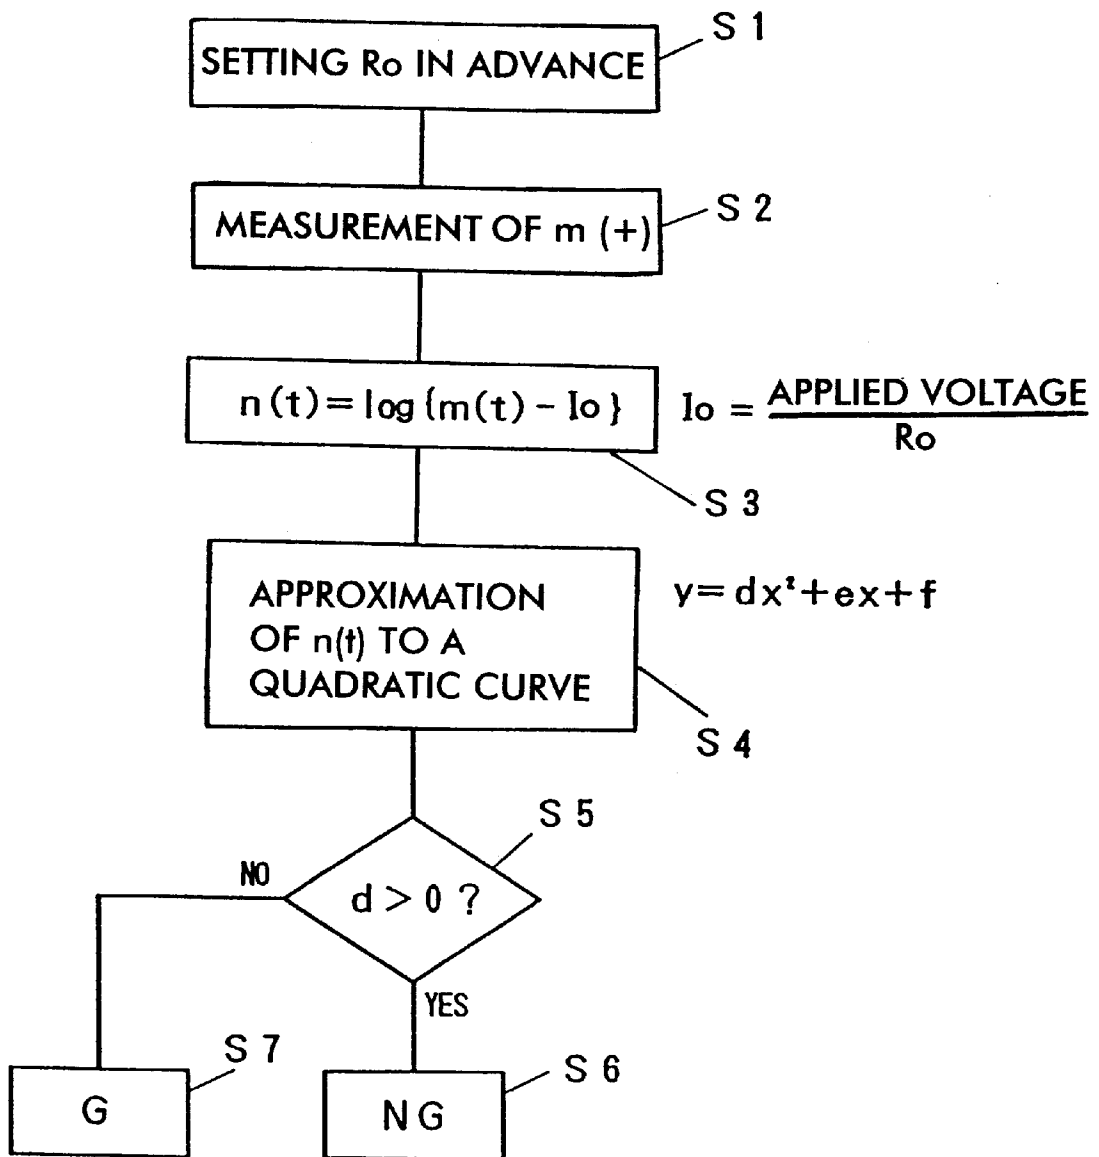 S 1
SETTING Ro IN ADVANCE
S 2
MEASUREMENT OF m (+)
n(t)=log{m(t)-Io}
Io = APPLIED VOLTAGE
Ro
S 3
APPROXIMATION
OF n(t) TO A
QUADRATIC CURVE
y=dx²+ex+f
S 4
S 5
d > 0 ?
NO
YES
S 7
G
S 6
NG